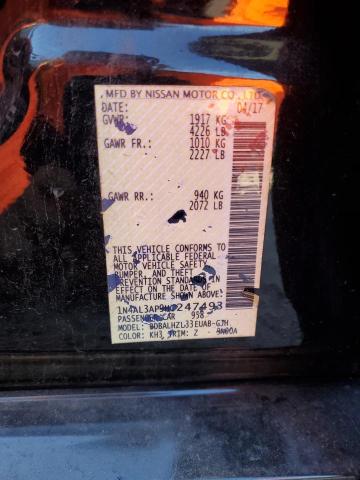 MFD BY NISSAN MOTOR CO., LTD.
DATE: 04/17
GVWR: 1917 KG
4226 LB
GAWR FR: 1010 KG
2227 LB
GAWR RR: 940 KG
2072 LB
THIS VEHICLE CONFORMS TO
ALL APPLICABLE FEDERAL
MOTOR VEHICLE SAFETY,
BUMPER, AND THEFT
PREVENTION STANDARDS
IN EFFECT ON THE DATE OF
MANUFACTURE SHOWN
ABOVE.
PASSENGER CAR 958
MODEL:
COLOR: KH3 TRIM: Z